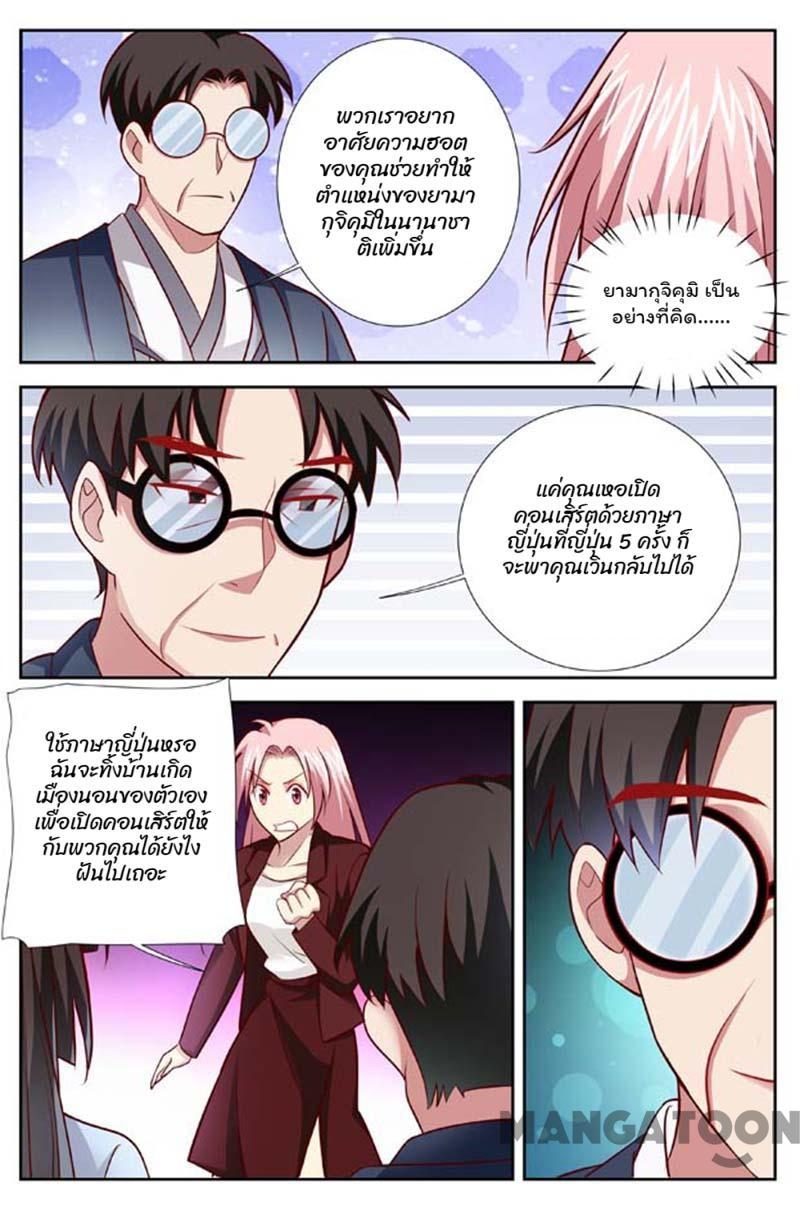 พวกเราอยาก
อาศัยความฮอต
ของคุณช่วยทำให้
ตำแหน่งของยามา
กุจิคุมิในนานาชา
ติเพิ่มขึ้น
ยามากุจิคุมิ เป็น
อย่างที่คิด......
แค่คุณเหอเปิด
คอนเสิร์ตด้วยภาษา
ญี่ปุ่นที่ญี่ปุ่น 5 ครั้ง ก็
จะพาคุณเวินกลับไปได้
ใช้ภาษาญี่ปุ่นหรอ
ฉันจะทิ้งบ้านเกิด
เมืองนอนของตัวเอง
เพื่อเปิดคอนเสิร์ตให้
กับพวกคุณได้ยังไง
ฝันไปเถอะ
MANGATOON